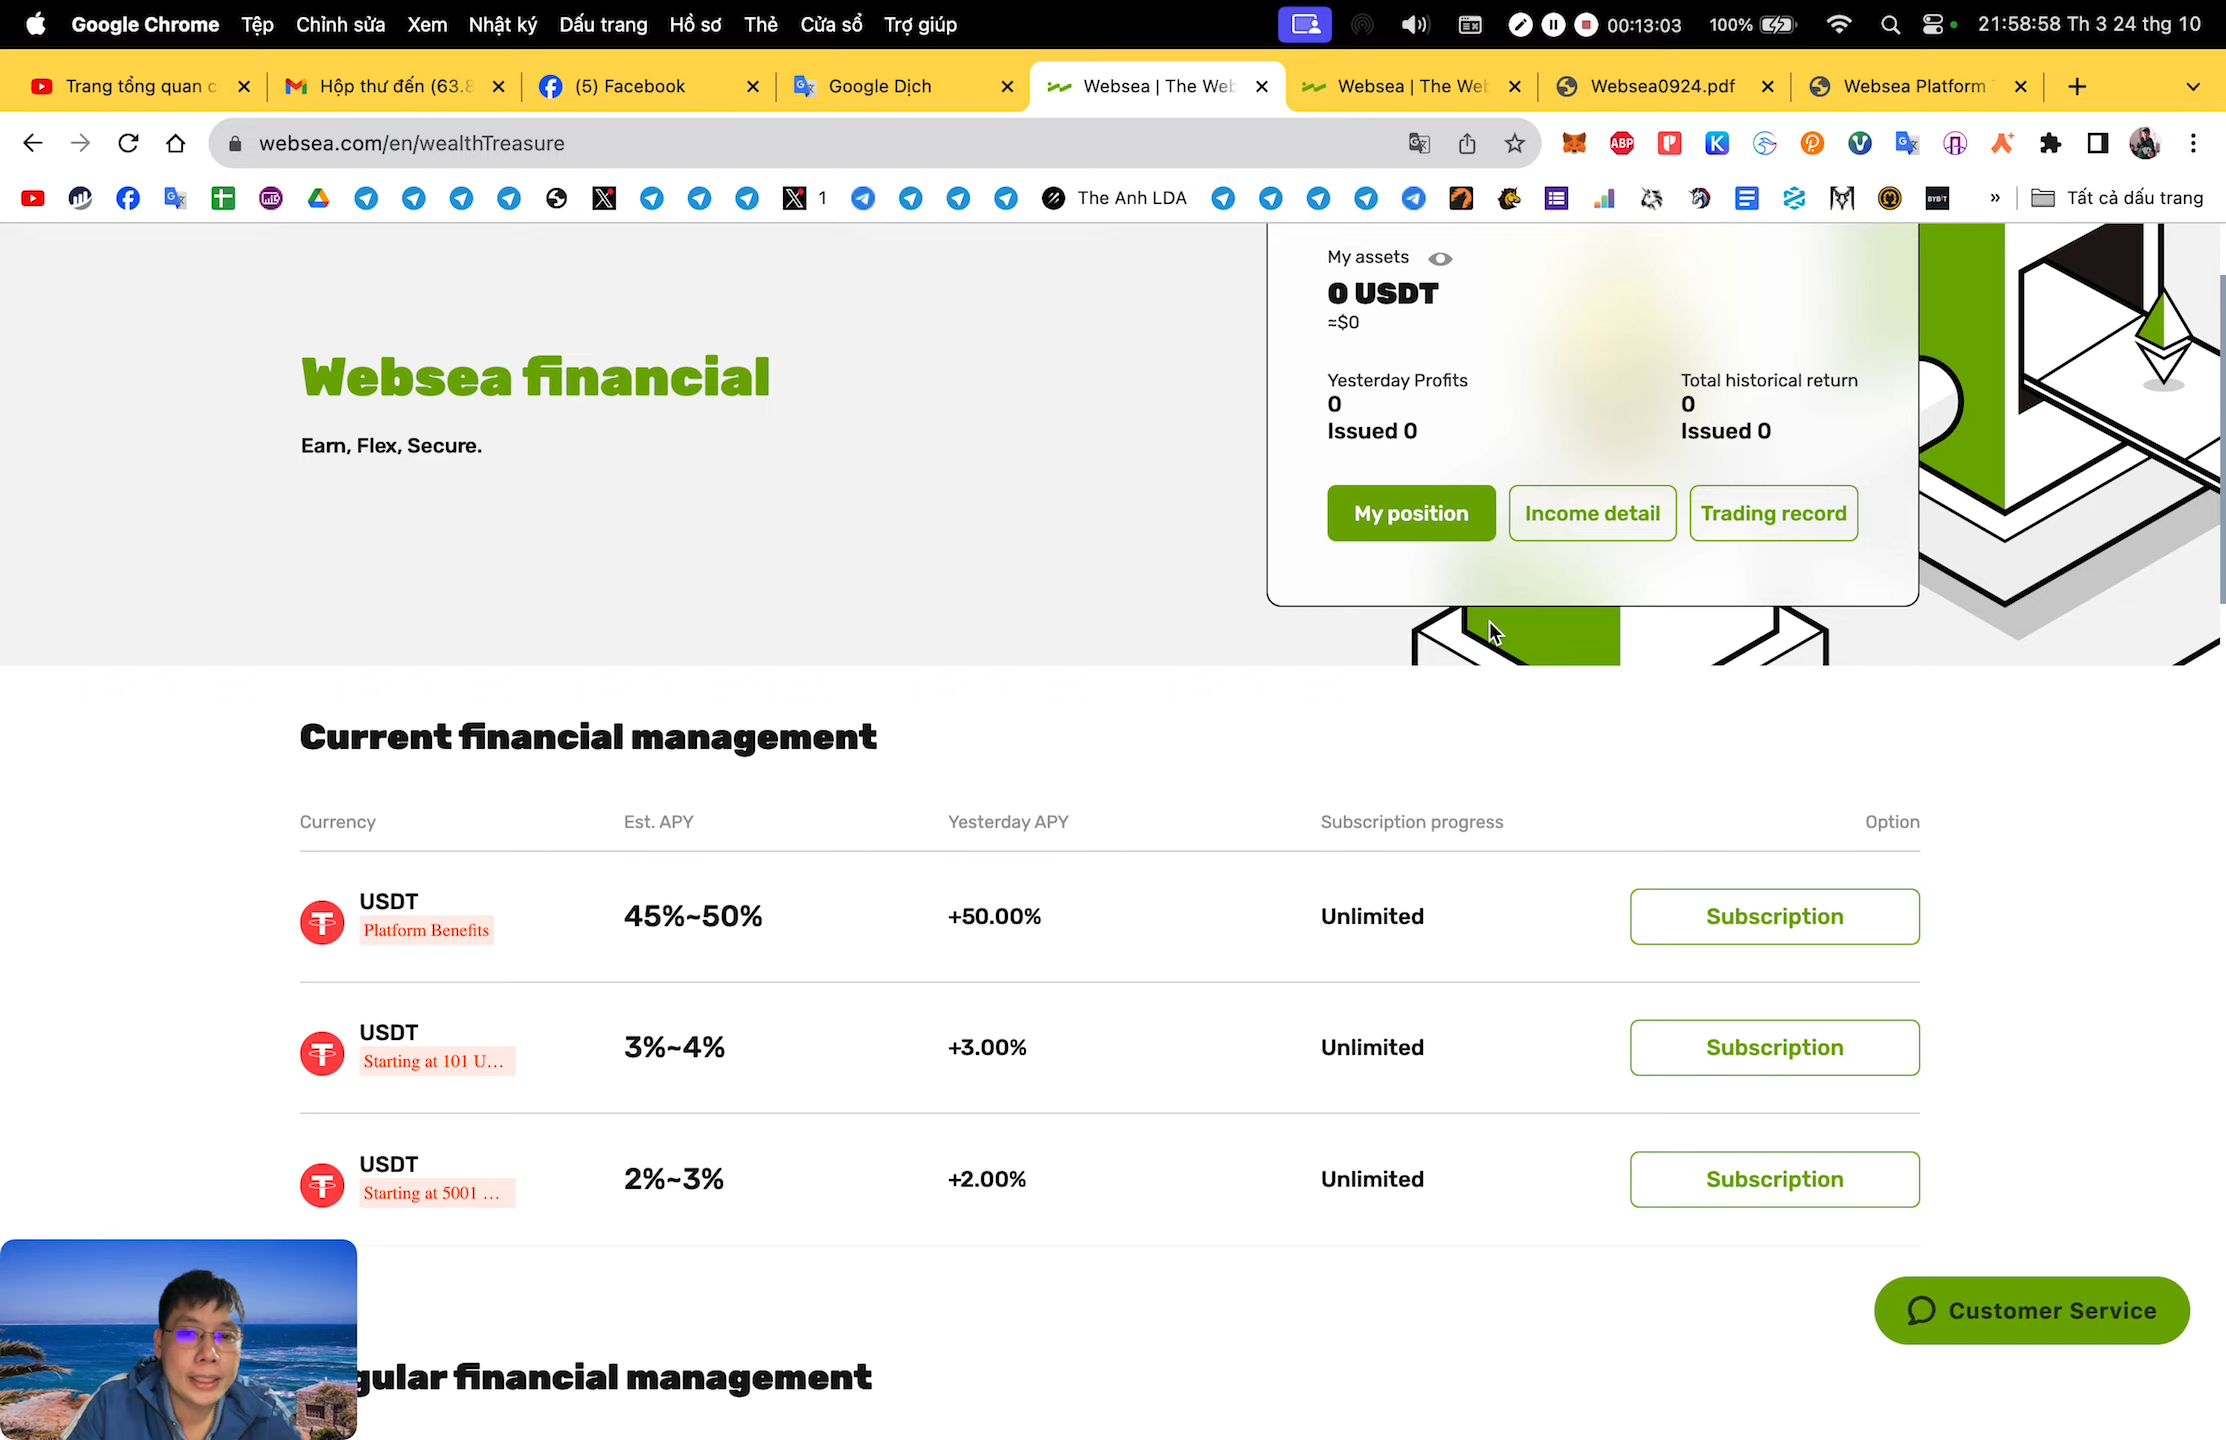 Google Chrome Tệp Chỉnh sửa Xem Nhật ký Dấu trang Hồ sơ Thẻ Cửa sổ Trợ giúp 00:13:03 100% 21:58:58 Th 3 24 thg 10
Trang tổng quan c Hộp thư đến (63.8 (5) Facebook Google Dịch Websea | The Web Websea | The Web Websea0924.pdf Websea Platform
websea.com/en/wealthTreasure
1 The Anh LDA » Tất cả dấu trang
My assets
0 USDT
≈$0
Websea financial
Earn, Flex, Secure.
Yesterday Profits Total historical return
0 0
Issued 0 Issued 0
My position Income detail Trading record
Current financial management
Currency Est. APY Yesterday APY Subscription progress Option
USDT
Platform Benefits
45%~50% +50.00% Unlimited Subscription
USDT
Starting at 101 U...
3%~4% +3.00% Unlimited Subscription
USDT
Starting at 5001 ...
2%~3% +2.00% Unlimited Subscription
Customer Service
gular financial management